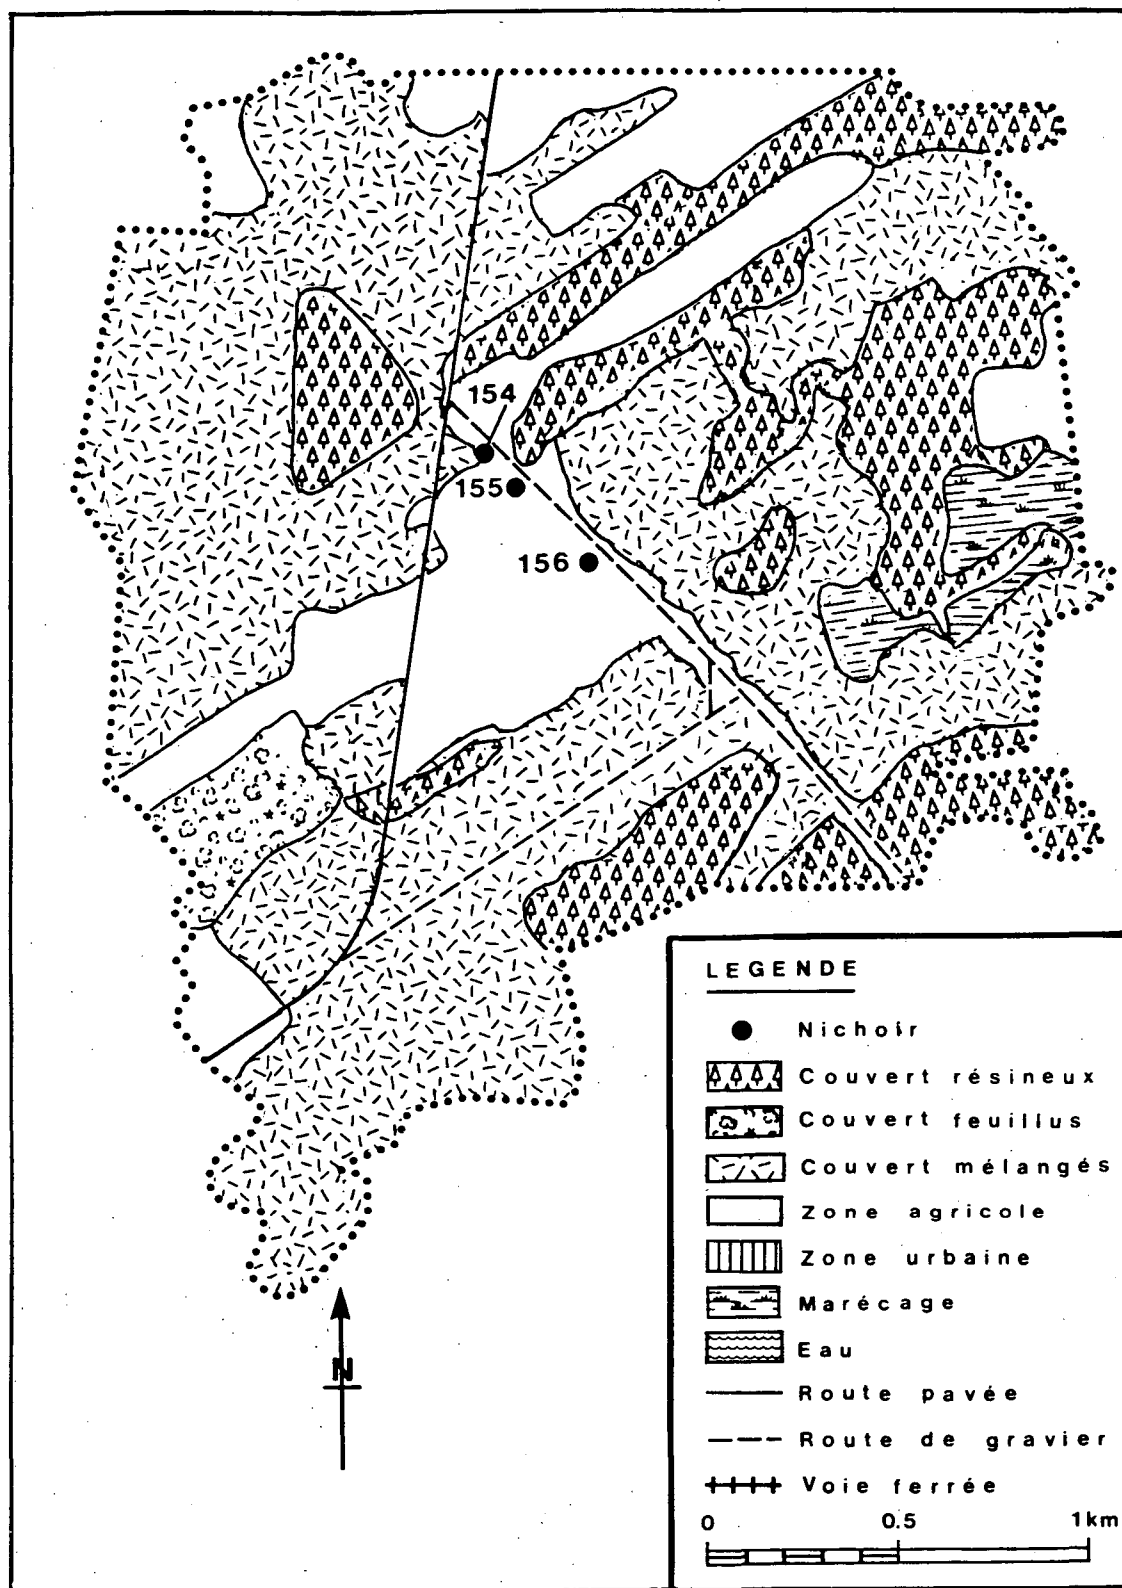 154
155
156
N
LEGENDE
Nichoir
Couvert résineux
Couvert feuillus
Couvert mélangés
Zone agricole
Zone urbaine
Marécage
Eau
Route pavée
Route de gravier
Voie ferrée
0 0.5 1km